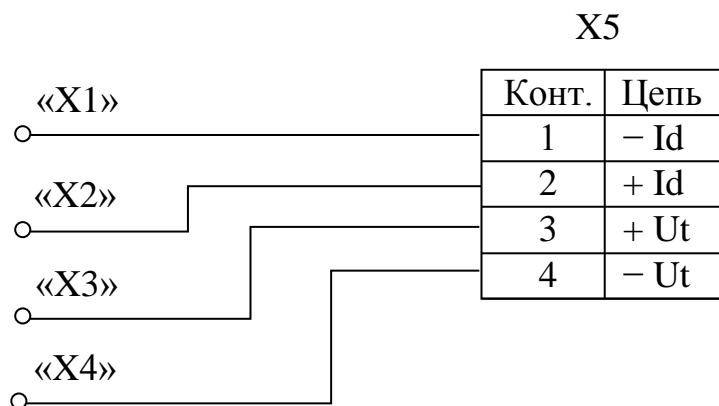 X5
«X1»
«X2»
«X3»
«X4»
Конт. Цепь
1 − Id
2 + Id
3 + Ut
4 − Ut